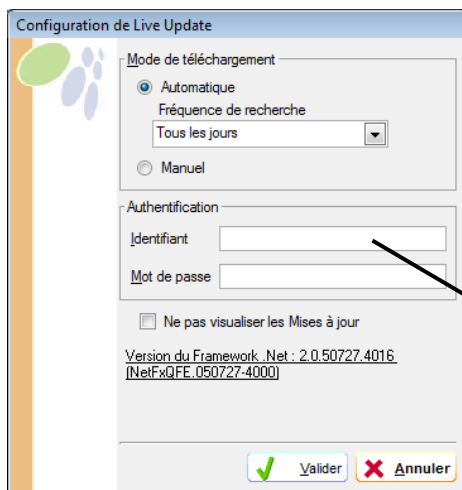 Configuration de Live Update
Mode de téléchargement
Automatique
Fréquence de recherche
Tous les jours
Manuel
Authentification
Identifiant
Mot de passe
Ne pas visualiser les Mises à jour
Version du Framework .Net : 2.0.50727.4016
(NetFxQFE.050727-4000)
Valider
Annuler